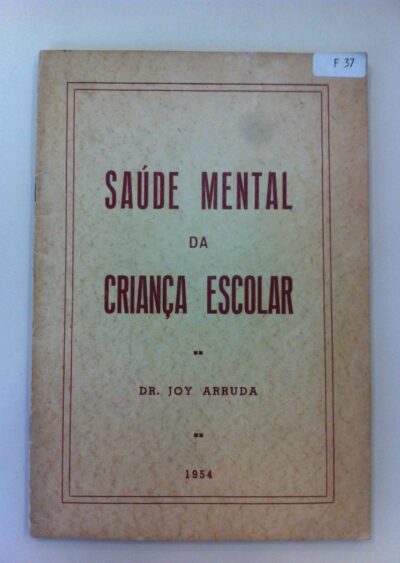 F 37
SAÚDE MENTAL
DA
CRIANÇA ESCOLAR
DR. JOY ARRUDA
1954